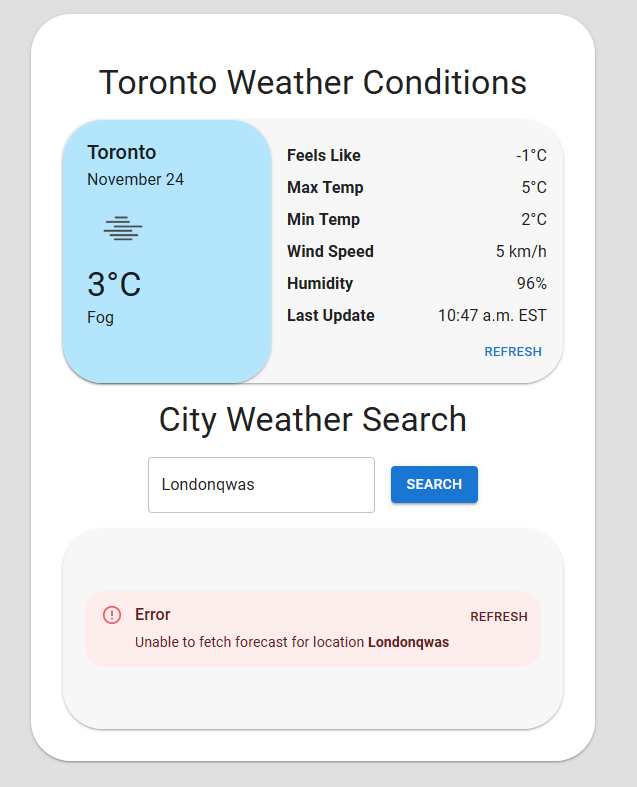 Toronto Weather Conditions
Toronto
November 24
3°C
Fog
Feels Like -1°C
Max Temp 5°C
Min Temp 2°C
Wind Speed 5 km/h
Humidity 96%
Last Update 10:47 a.m. EST
REFRESH
City Weather Search
Londonqwas SEARCH
Error REFRESH
Unable to fetch forecast for location Londonqwas